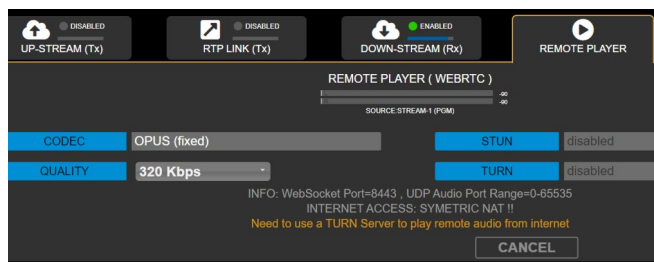 DISABLED
UP-STREAM (Tx)
DISABLED
RTP LINK (Tx)
ENABLED
DOWN-STREAM (Rx)
REMOTE PLAYER
REMOTE PLAYER ( WEBRTC )
-90
-90
SOURCE:STREAM-1 (PGM)
CODEC OPUS (fixed) STUN disabled
QUALITY 320 Kbps TURN disabled
INFO: WebSocket Port=8443 , UDP Audio Port Range=0-65535
INTERNET ACCESS: SYMETRIC NAT !!
Need to use a TURN Server to play remote audio from internet
CANCEL